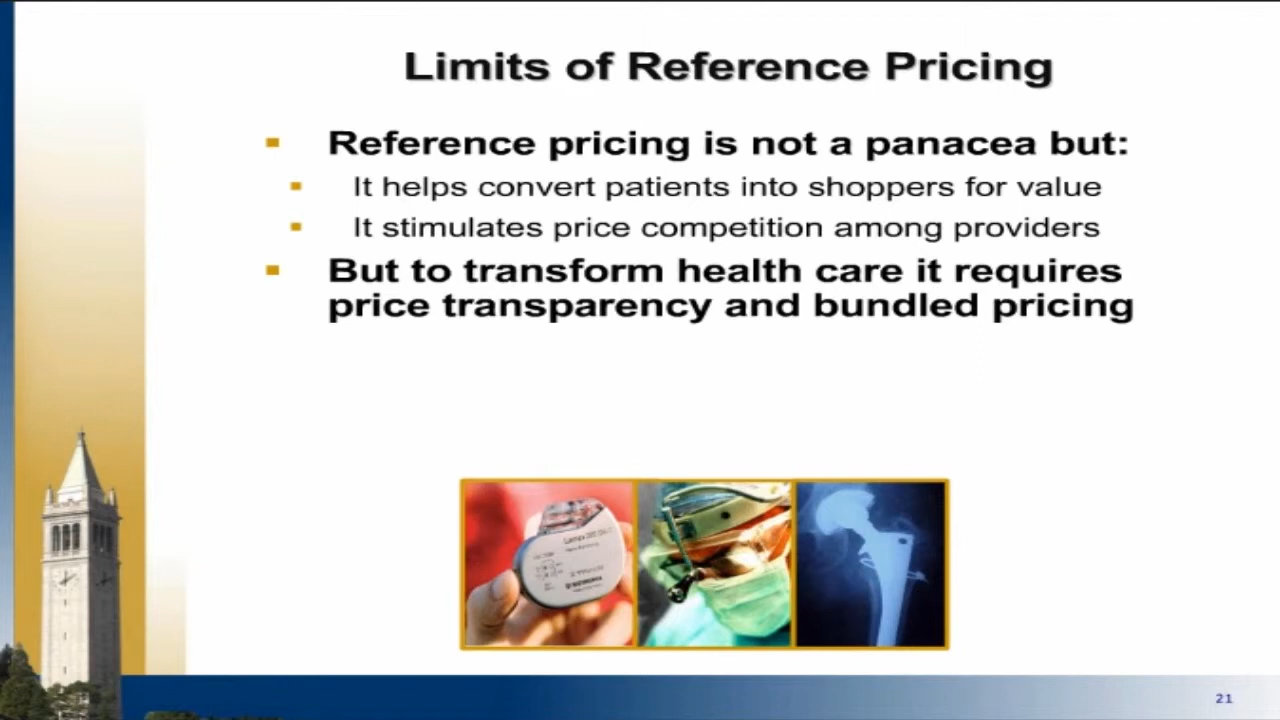 Limits of Reference Pricing
Reference pricing is not a panacea but:
It helps convert patients into shoppers for value
It stimulates price competition among providers
But to transform health care it requires
price transparency and bundled pricing
21